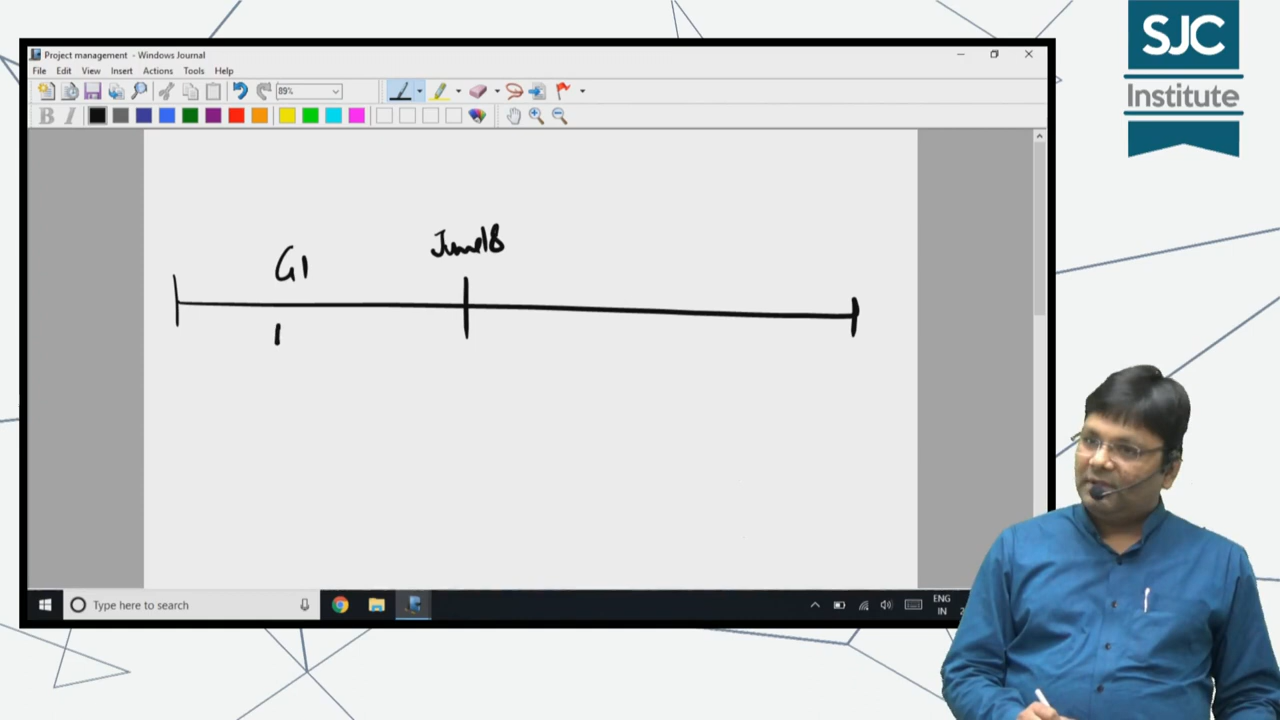 SJC
Institute
Project management - Windows Journal
File Edit View Insert Actions Tools Help
89%
B I
June18
G1
Type here to search
ENG
IN